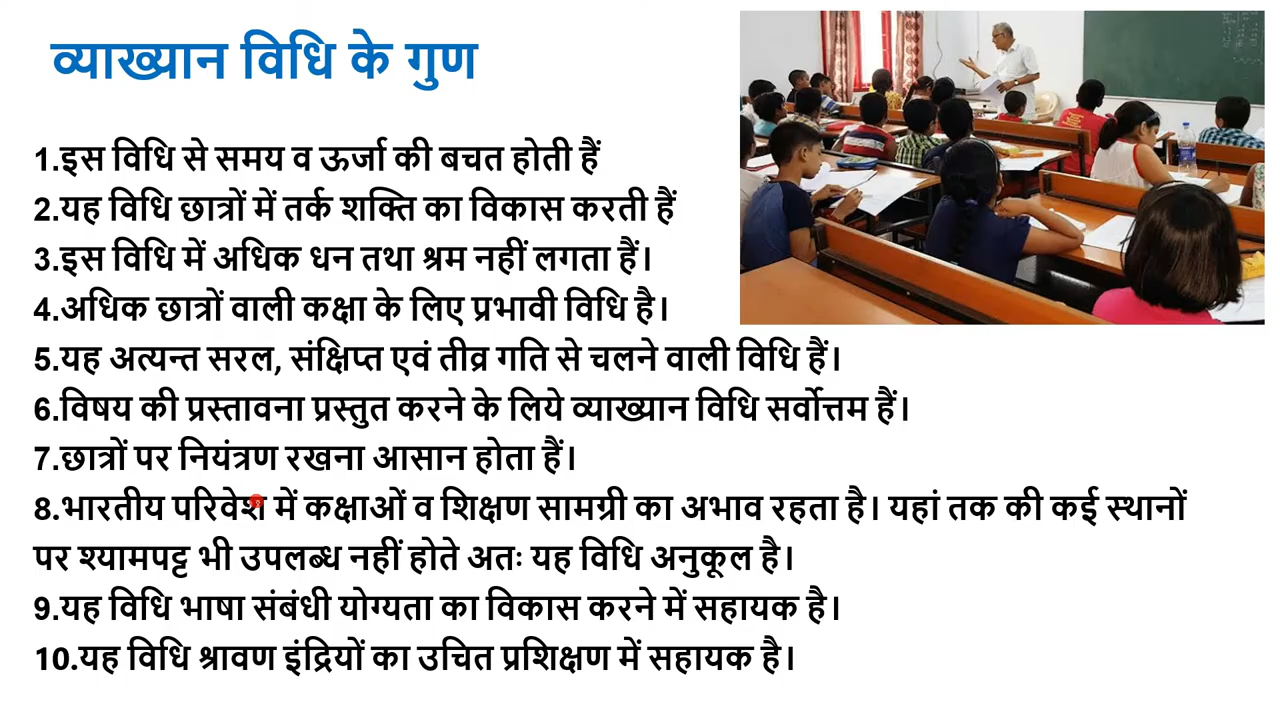 व्याख्यान विधि के गुण
1.इस विधि से समय व ऊर्जा की बचत होती हैं
2.यह विधि छात्रों में तर्क शक्ति का विकास करती हैं
3.इस विधि में अधिक धन तथा श्रम नहीं लगता हैं।
4.अधिक छात्रों वाली कक्षा के लिए प्रभावी विधि है।
5.यह अत्यन्त सरल, संक्षिप्त एवं तीव्र गति से चलने वाली विधि हैं।
6.विषय की प्रस्तावना प्रस्तुत करने के लिये व्याख्यान विधि सर्वोत्तम हैं।
7.छात्रों पर नियंत्रण रखना आसान होता हैं।
8.भारतीय परिवेश में कक्षाओं व शिक्षण सामग्री का अभाव रहता है। यहां तक की कई स्थानों
पर श्यामपट्ट भी उपलब्ध नहीं होते अतः यह विधि अनुकूल है।
9.यह विधि भाषा संबंधी योग्यता का विकास करने में सहायक है।
10.यह विधि श्रावण इंद्रियों का उचित प्रशिक्षण में सहायक है।